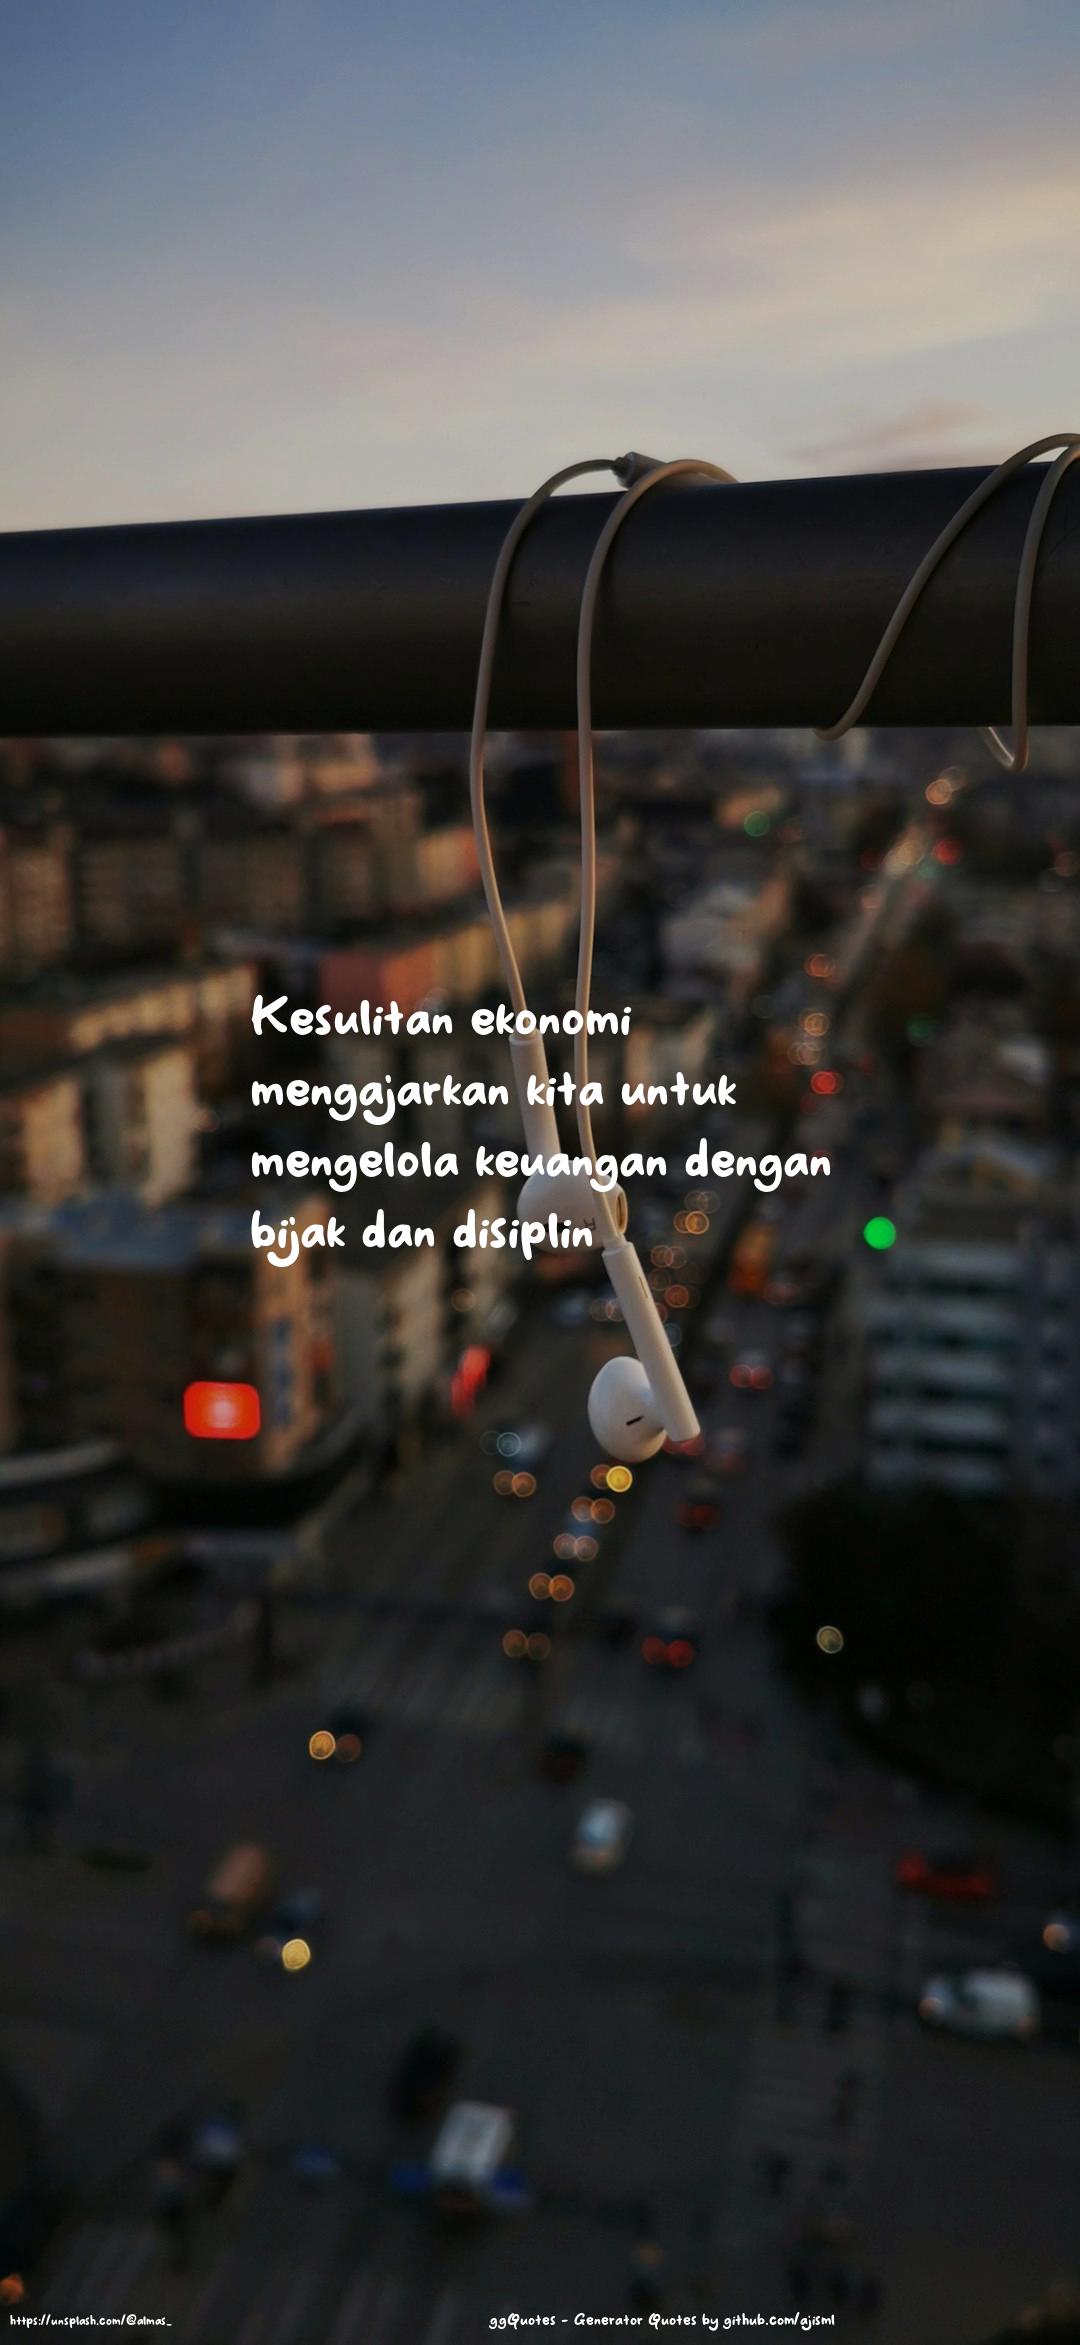 Kesulitan ekonomi
mengajarkan kita untuk
mengelola keuangan dengan
bijak dan disiplin
https://unsplash.com/@almas_
ggQuotes - Generator Quotes by github.com/ajisml